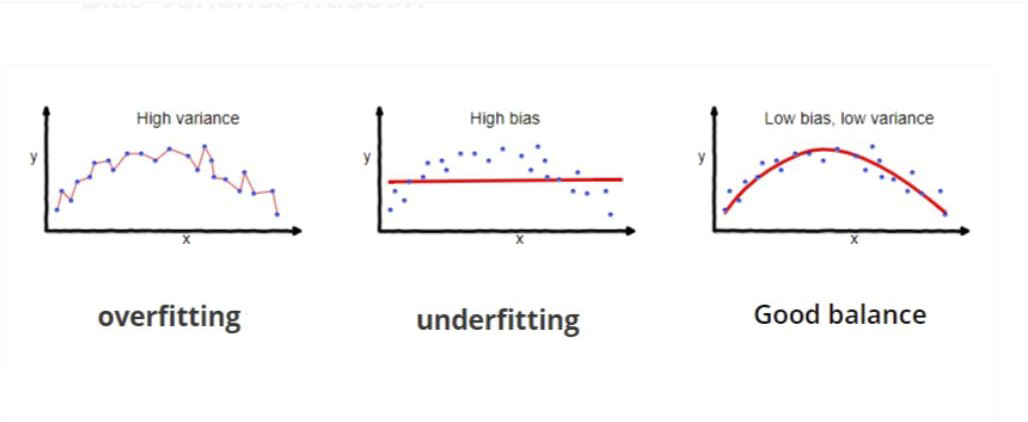 High variance
y
x
overfitting
High bias
y
x
underfitting
Low bias, low variance
y
x
Good balance